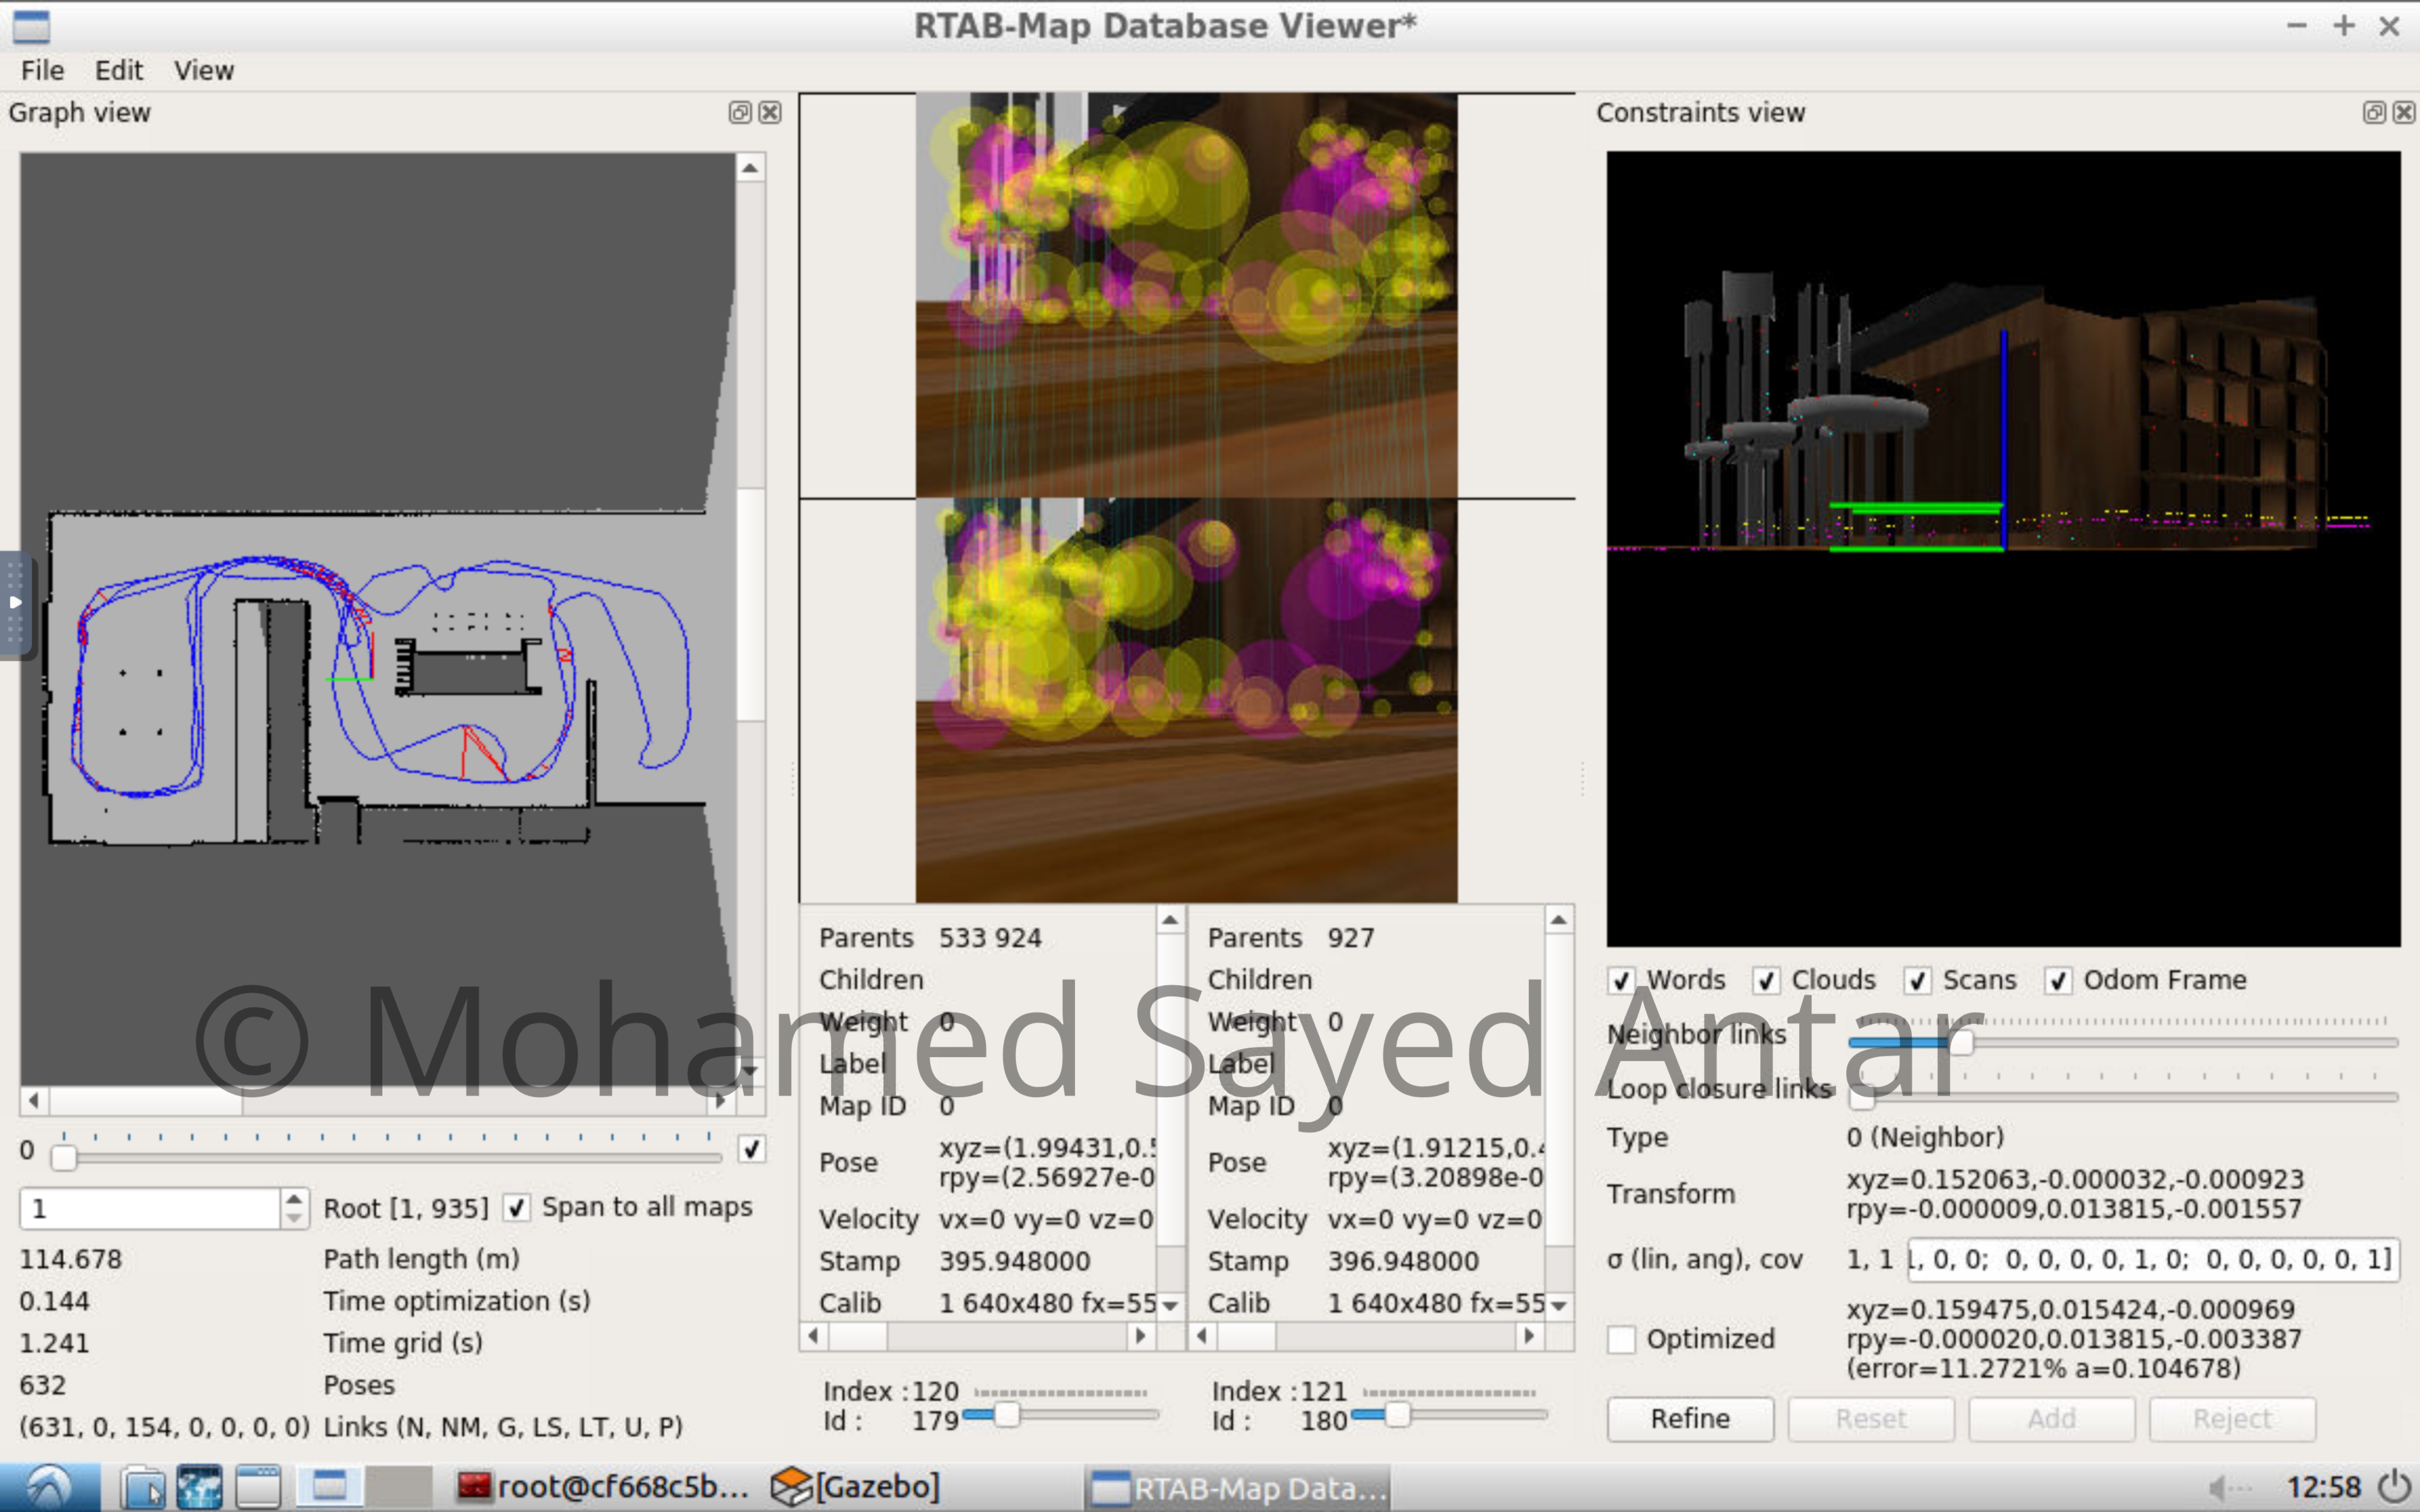 RTAB-Map Database Viewer*
File Edit View
Graph view
Constraints view
Parents 533 924
Children
Weight 0
Label
Map ID 0
Pose xyz=(1.99431,0.5
rpy=(2.56927e-0
Velocity vx=0 vy=0 vz=0
Stamp 395.948000
Calib 1 640x480 fx=55
Parents 927
Children
Weight 0
Label
Map ID 0
Pose xyz=(1.91215,0.4
rpy=(3.20898e-0
Velocity vx=0 vy=0 vz=0
Stamp 396.948000
Calib 1 640x480 fx=55
Words Clouds Scans Odom Frame
Neighbor links
Loop closure links
Type 0 (Neighbor)
Transform xyz=0.152063,-0.000032,-0.000923
rpy=-0.000009,0.013815,-0.001557
σ (lin, ang), cov 1, 1 1, 0, 0; 0, 0, 0, 0, 1, 0; 0, 0, 0, 0, 0, 1]
Optimized xyz=0.159475,0.015424,-0.000969
rpy=-0.000020,0.013815,-0.003387
(error=11.2721% a=0.104678)
Refine Reset Add Reject
© Mohamed Sayed Antar
0
1 Root [1, 935] Span to all maps
114.678 Path length (m)
0.144 Time optimization (s)
1.241 Time grid (s)
632 Poses
(631, 0, 154, 0, 0, 0, 0) Links (N, NM, G, LS, LT, U, P)
Index : 120
Id : 179
Index : 121
Id : 180
root@cf668c5b... [Gazebo] RTAB-Map Data... 12:58